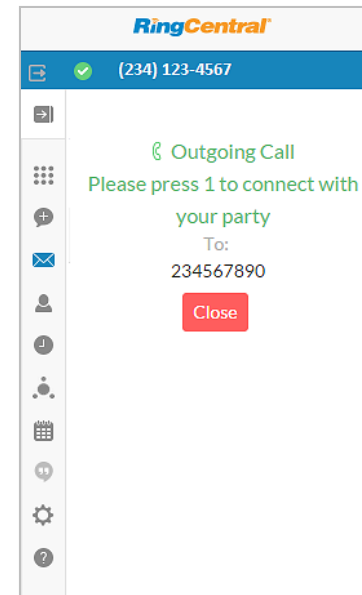 RingCentral®
(234) 123-4567
Outgoing Call
Please press 1 to connect with
your party
To:
234567890
Close